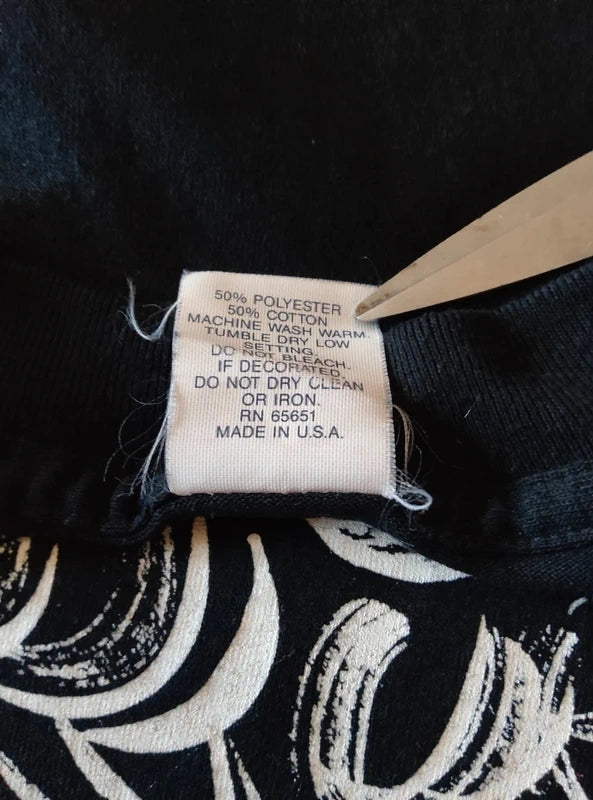 50% POLYESTER
50% COTTON
MACHINE WASH WARM.
TUMBLE DRY LOW
SETTING.
DO NOT BLEACH.
IF DECORATED.
DO NOT DRY CLEAN
OR IRON.
RN 65651
MADE IN U.S.A.